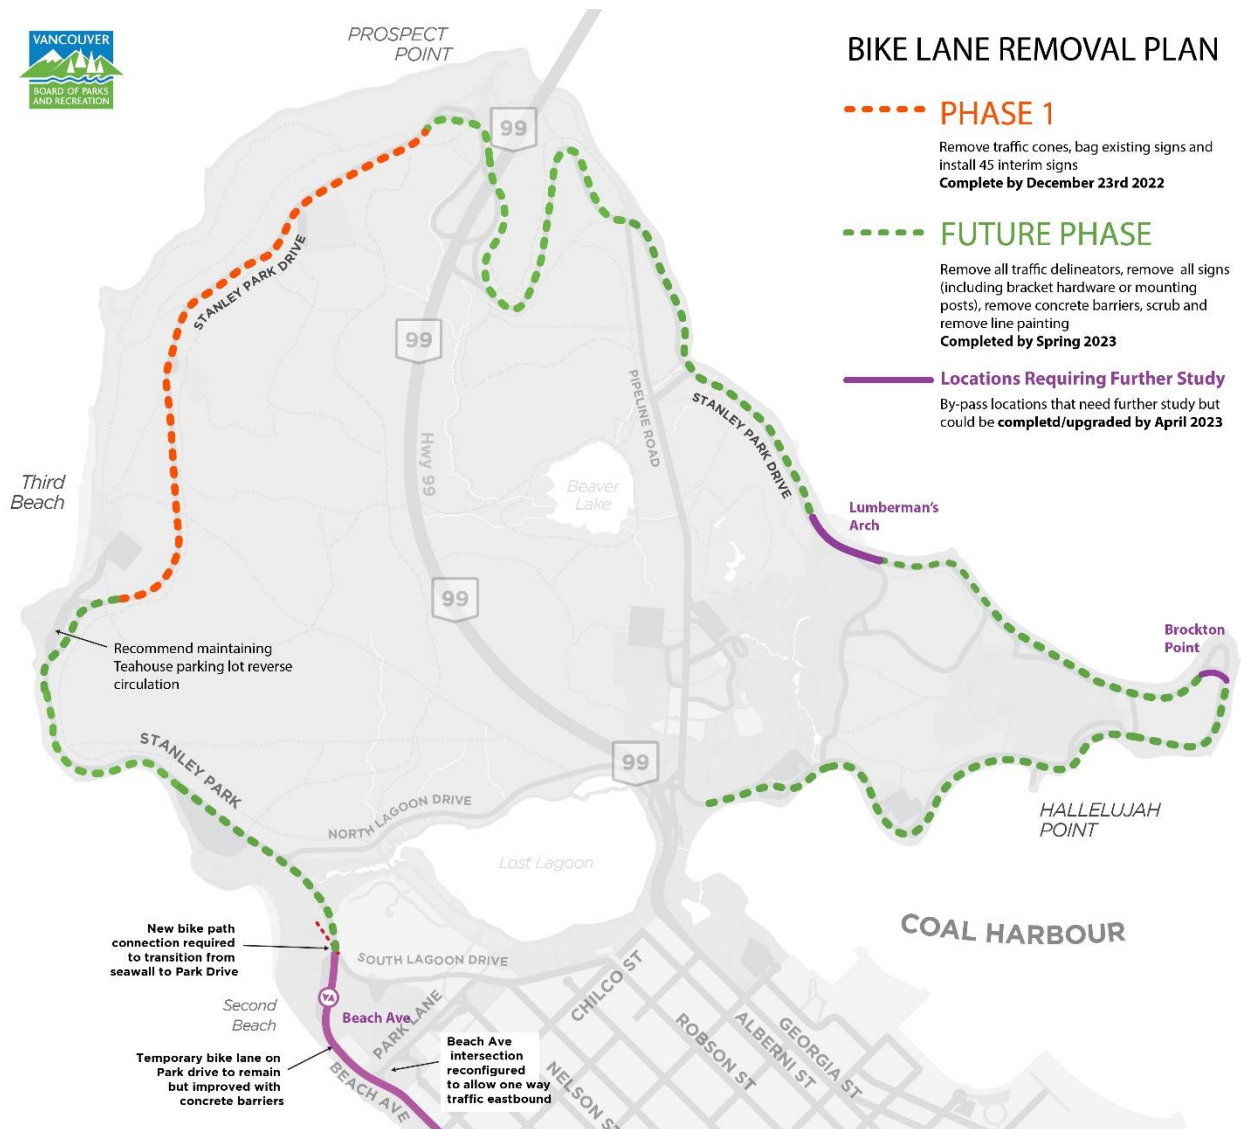 VANCOUVER
BOARD OF PARKS
AND RECREATION
PROSPECT
POINT
BIKE LANE REMOVAL PLAN
PHASE 1
Remove traffic cones, bag existing signs and
install 45 interim signs
Complete by December 23rd 2022
FUTURE PHASE
Remove all traffic delineators, remove all signs
(including bracket hardware or mounting
posts), remove concrete barriers, scrub and
remove line painting
Completed by Spring 2023
Locations Requiring Further Study
By-pass locations that need further study but
could be completd/upgraded by April 2023
99
STANLEY PARK DRIVE
99
PIPELINE ROAD
STANLEY PARK DRIVE
Hwy 99
Third
Beach
Beaver
Lake
Lumberman's
Arch
99
Brockton
Point
Recommend maintaining
Teahouse parking lot reverse
circulation
STANLEY PARK
99
NORTH LAGOON DRIVE
HALLELUJAH
POINT
Lost Lagoon
COAL HARBOUR
New bike path
connection required
to transition from
seawall to Park Drive
SOUTH LAGOON DRIVE
CHILCO ST
Second
Beach
Beach Ave
PARK LANE
ROBSON ST
ALBERNI ST
GEORGIA ST
Temporary bike lane on
Park drive to remain
but improved with
concrete barriers
BEACH AVE
Beach Ave
intersection
reconfigured
to allow one way
traffic eastbound
NELSON ST